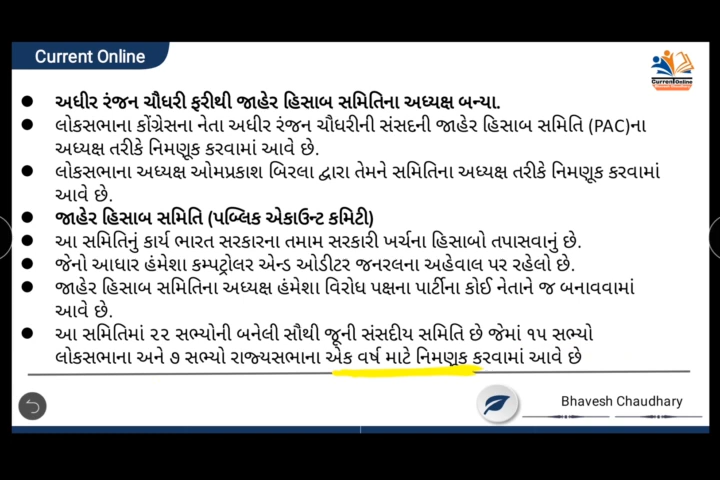 Current Online
Current Online
● અધીર રંજન ચૌધરી ફરીથી જાહેર હિસાબ સમિતિના અધ્યક્ષ બન્યા.
● લોકસભાના કોંગ્રેસના નેતા અધીર રંજન ચૌધરીની સંસદની જાહેર હિસાબ સમિતિ (PAC)ના
અધ્યક્ષ તરીકે નિમણૂક કરવામાં આવે છે.
● લોકસભાના અધ્યક્ષ ઓમપ્રકાશ બિરલા દ્વારા તેમને સમિતિના અધ્યક્ષ તરીકે નિમણૂક કરવામાં
આવે છે.
● જાહેર હિસાબ સમિતિ (પબ્લિક એકાઉન્ટ કમિટી)
● આ સમિતિનું કાર્ય ભારત સરકારના તમામ સરકારી ખર્ચના હિસાબો તપાસવાનું છે.
● જેનો આધાર હંમેશા કમ્પટ્રોલર એન્ડ ઓડીટર જનરલના અહેવાલ પર રહેલો છે.
● જાહેર હિસાબ સમિતિના અધ્યક્ષ હંમેશા વિરોધ પક્ષના પાર્ટીના કોઈ નેતાને જ બનાવવામાં
આવે છે.
● આ સમિતિમાં ૨૨ સભ્યોની બનેલી સૌથી જૂની સંસદીય સમિતિ છે જેમાં ૧૫ સભ્યો
લોકસભાના અને ૭ સભ્યો રાજ્યસભાના એક વર્ષ માટે નિમણૂક કરવામાં આવે છે
Bhavesh Chaudhary